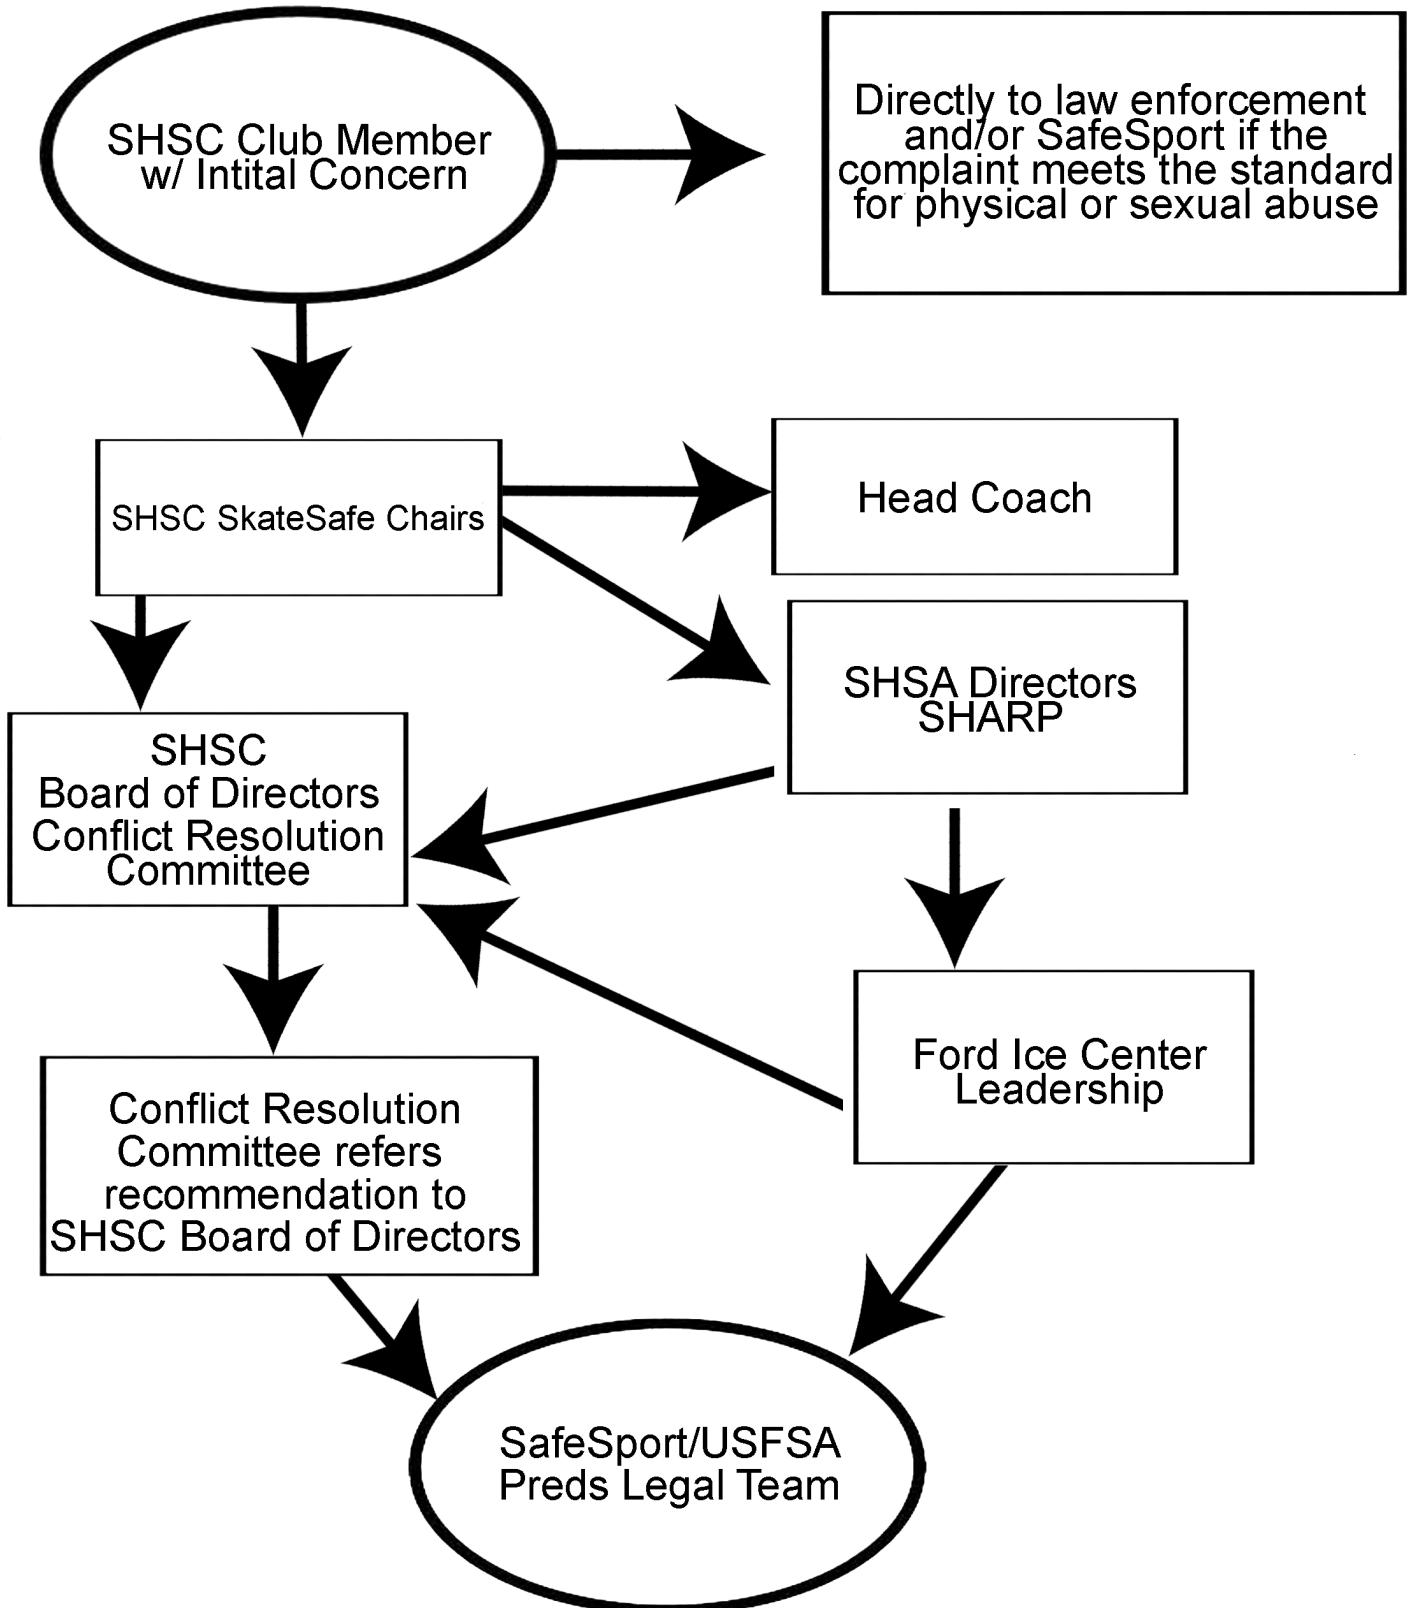 SHSC Club Member
w/ Intital Concern
Directly to law enforcement
and/or SafeSport if the
complaint meets the standard
for physical or sexual abuse
SHSC SkateSafe Chairs
Head Coach
SHSA Directors
SHARP
SHSC
Board of Directors
Conflict Resolution
Committee
Ford Ice Center
Leadership
Conflict Resolution
Committee refers
recommendation to
SHSC Board of Directors
SafeSport/USFSA
Preds Legal Team